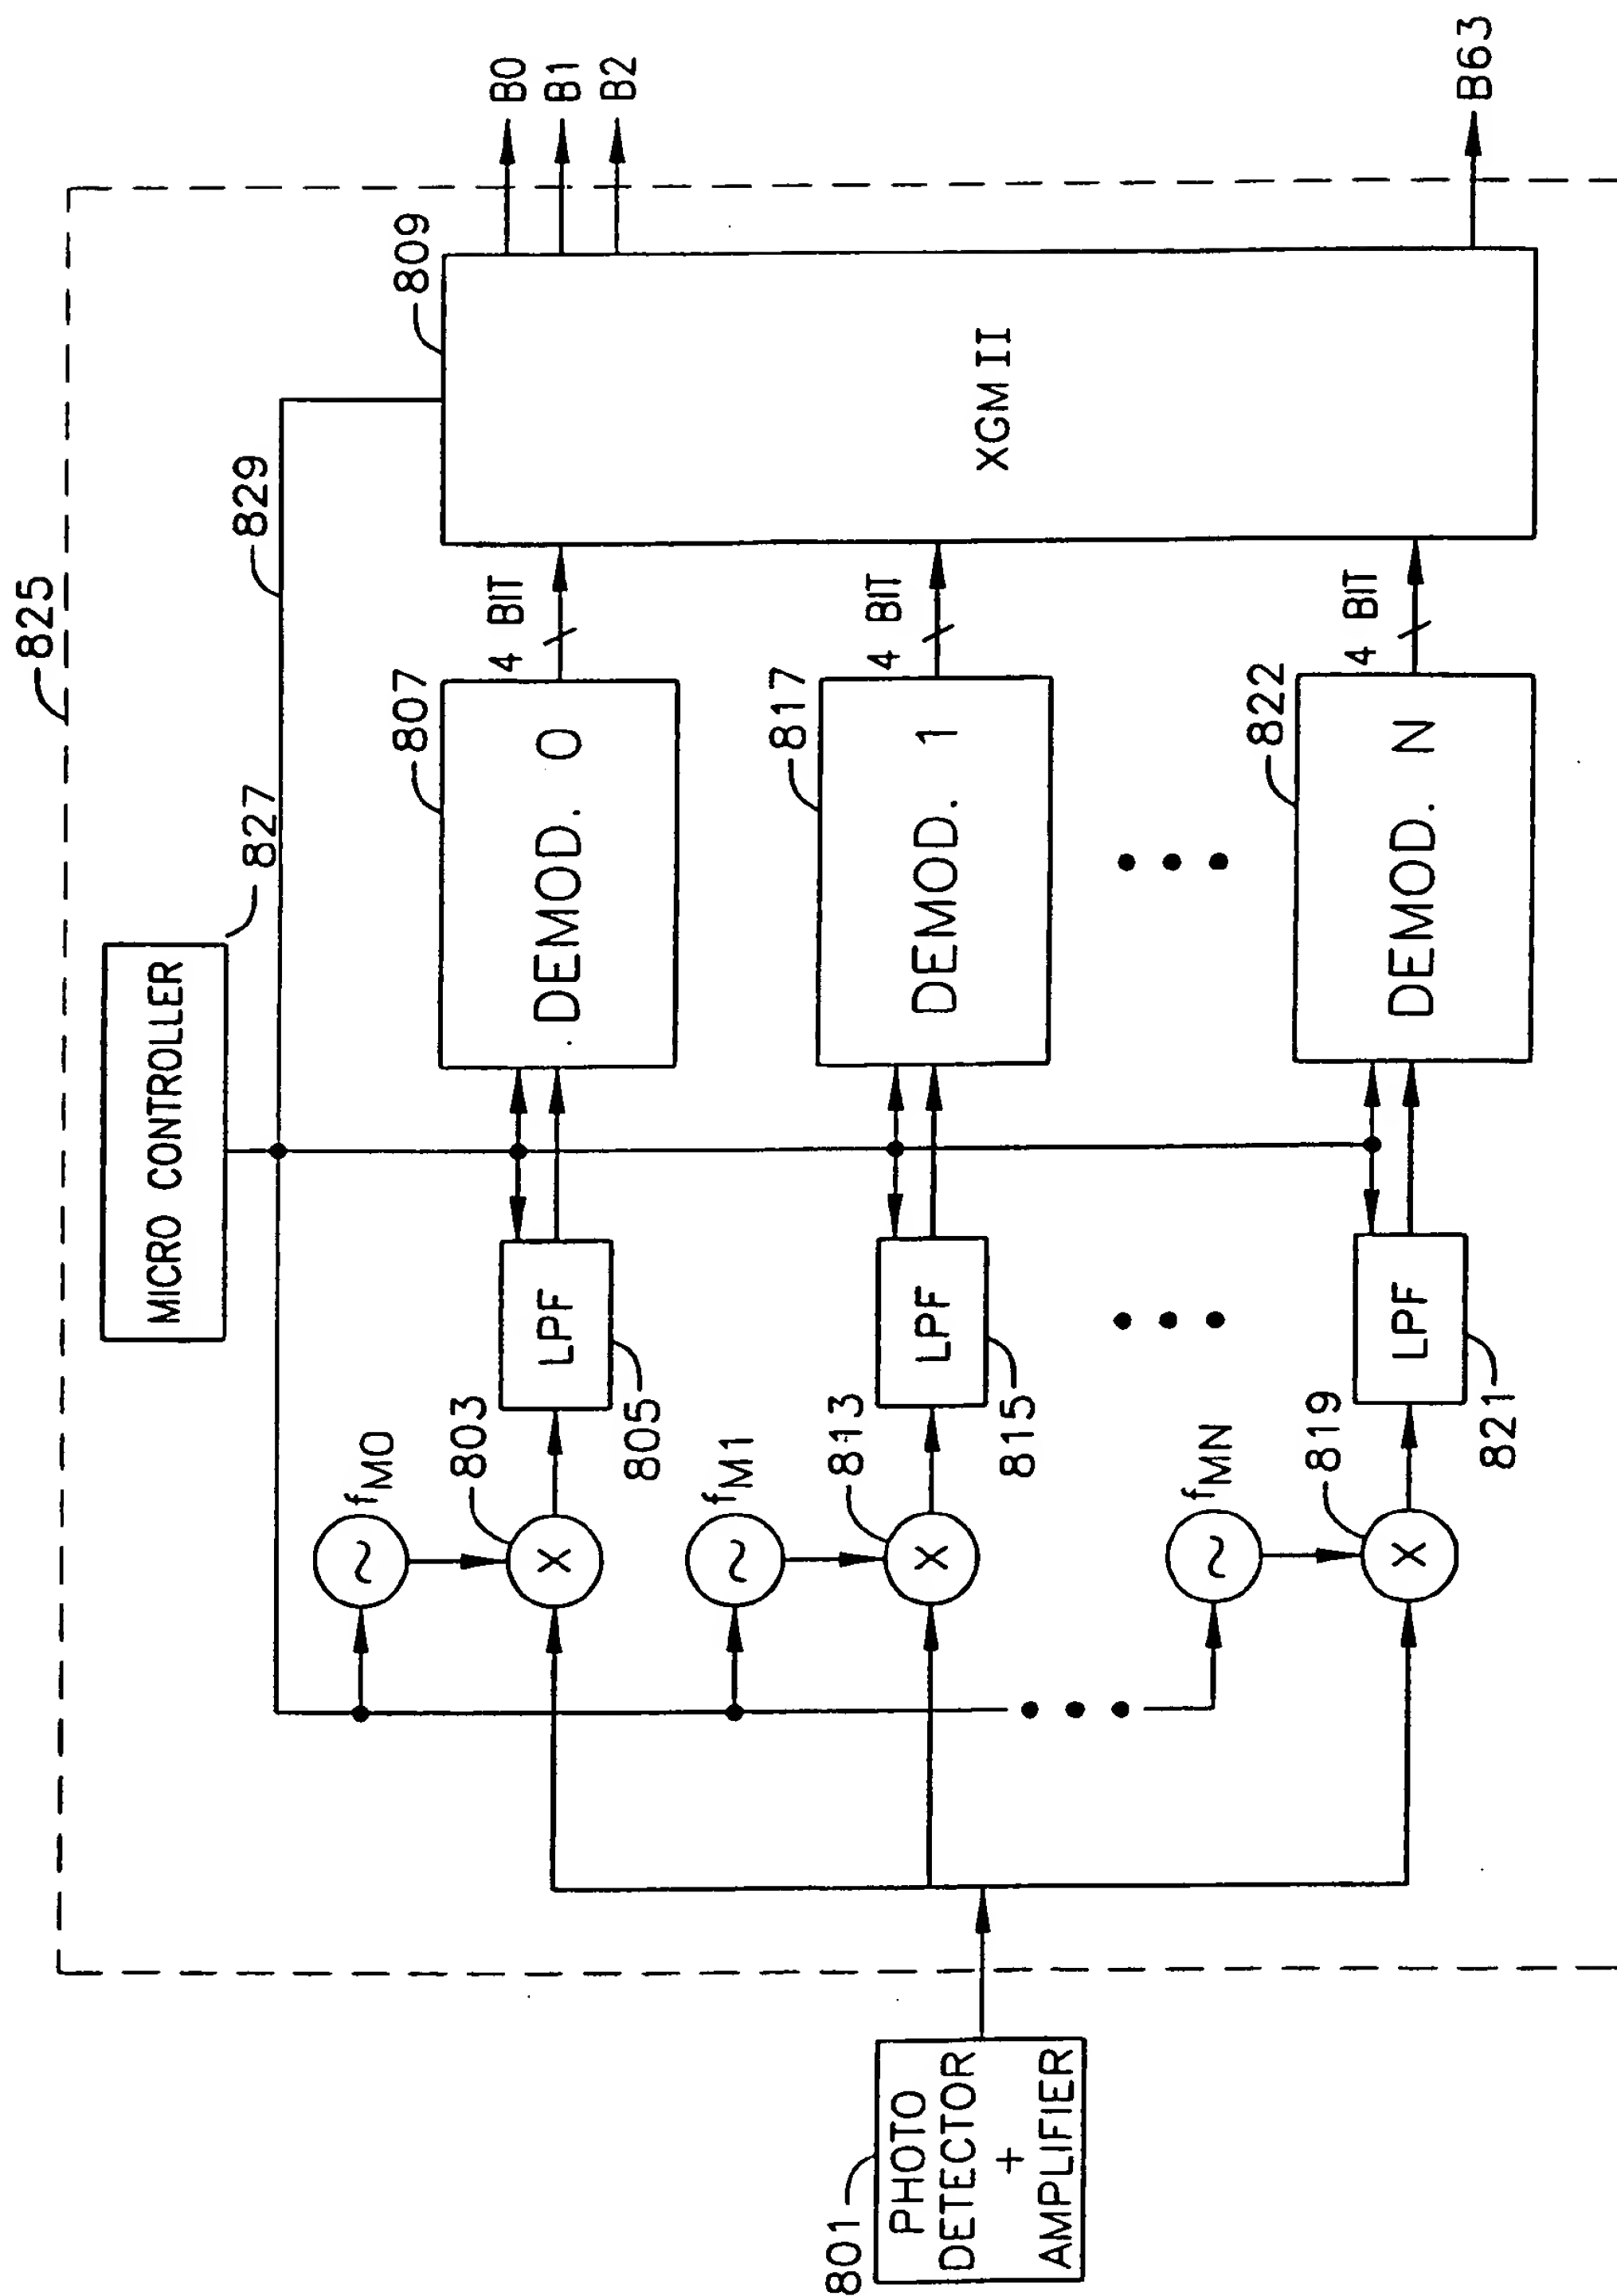 825
MICRO CONTROLLER
827
829
809
B0
B1
B2
B63
XGMII
fM0
803
LPF
805
807
DEMOD. 0
4 BIT
fM1
813
LPF
815
817
DEMOD. 1
4 BIT
fMN
819
LPF
821
822
DEMOD. N
4 BIT
801
PHOTO
DETECTOR
+
AMPLIFIER
X
X
X